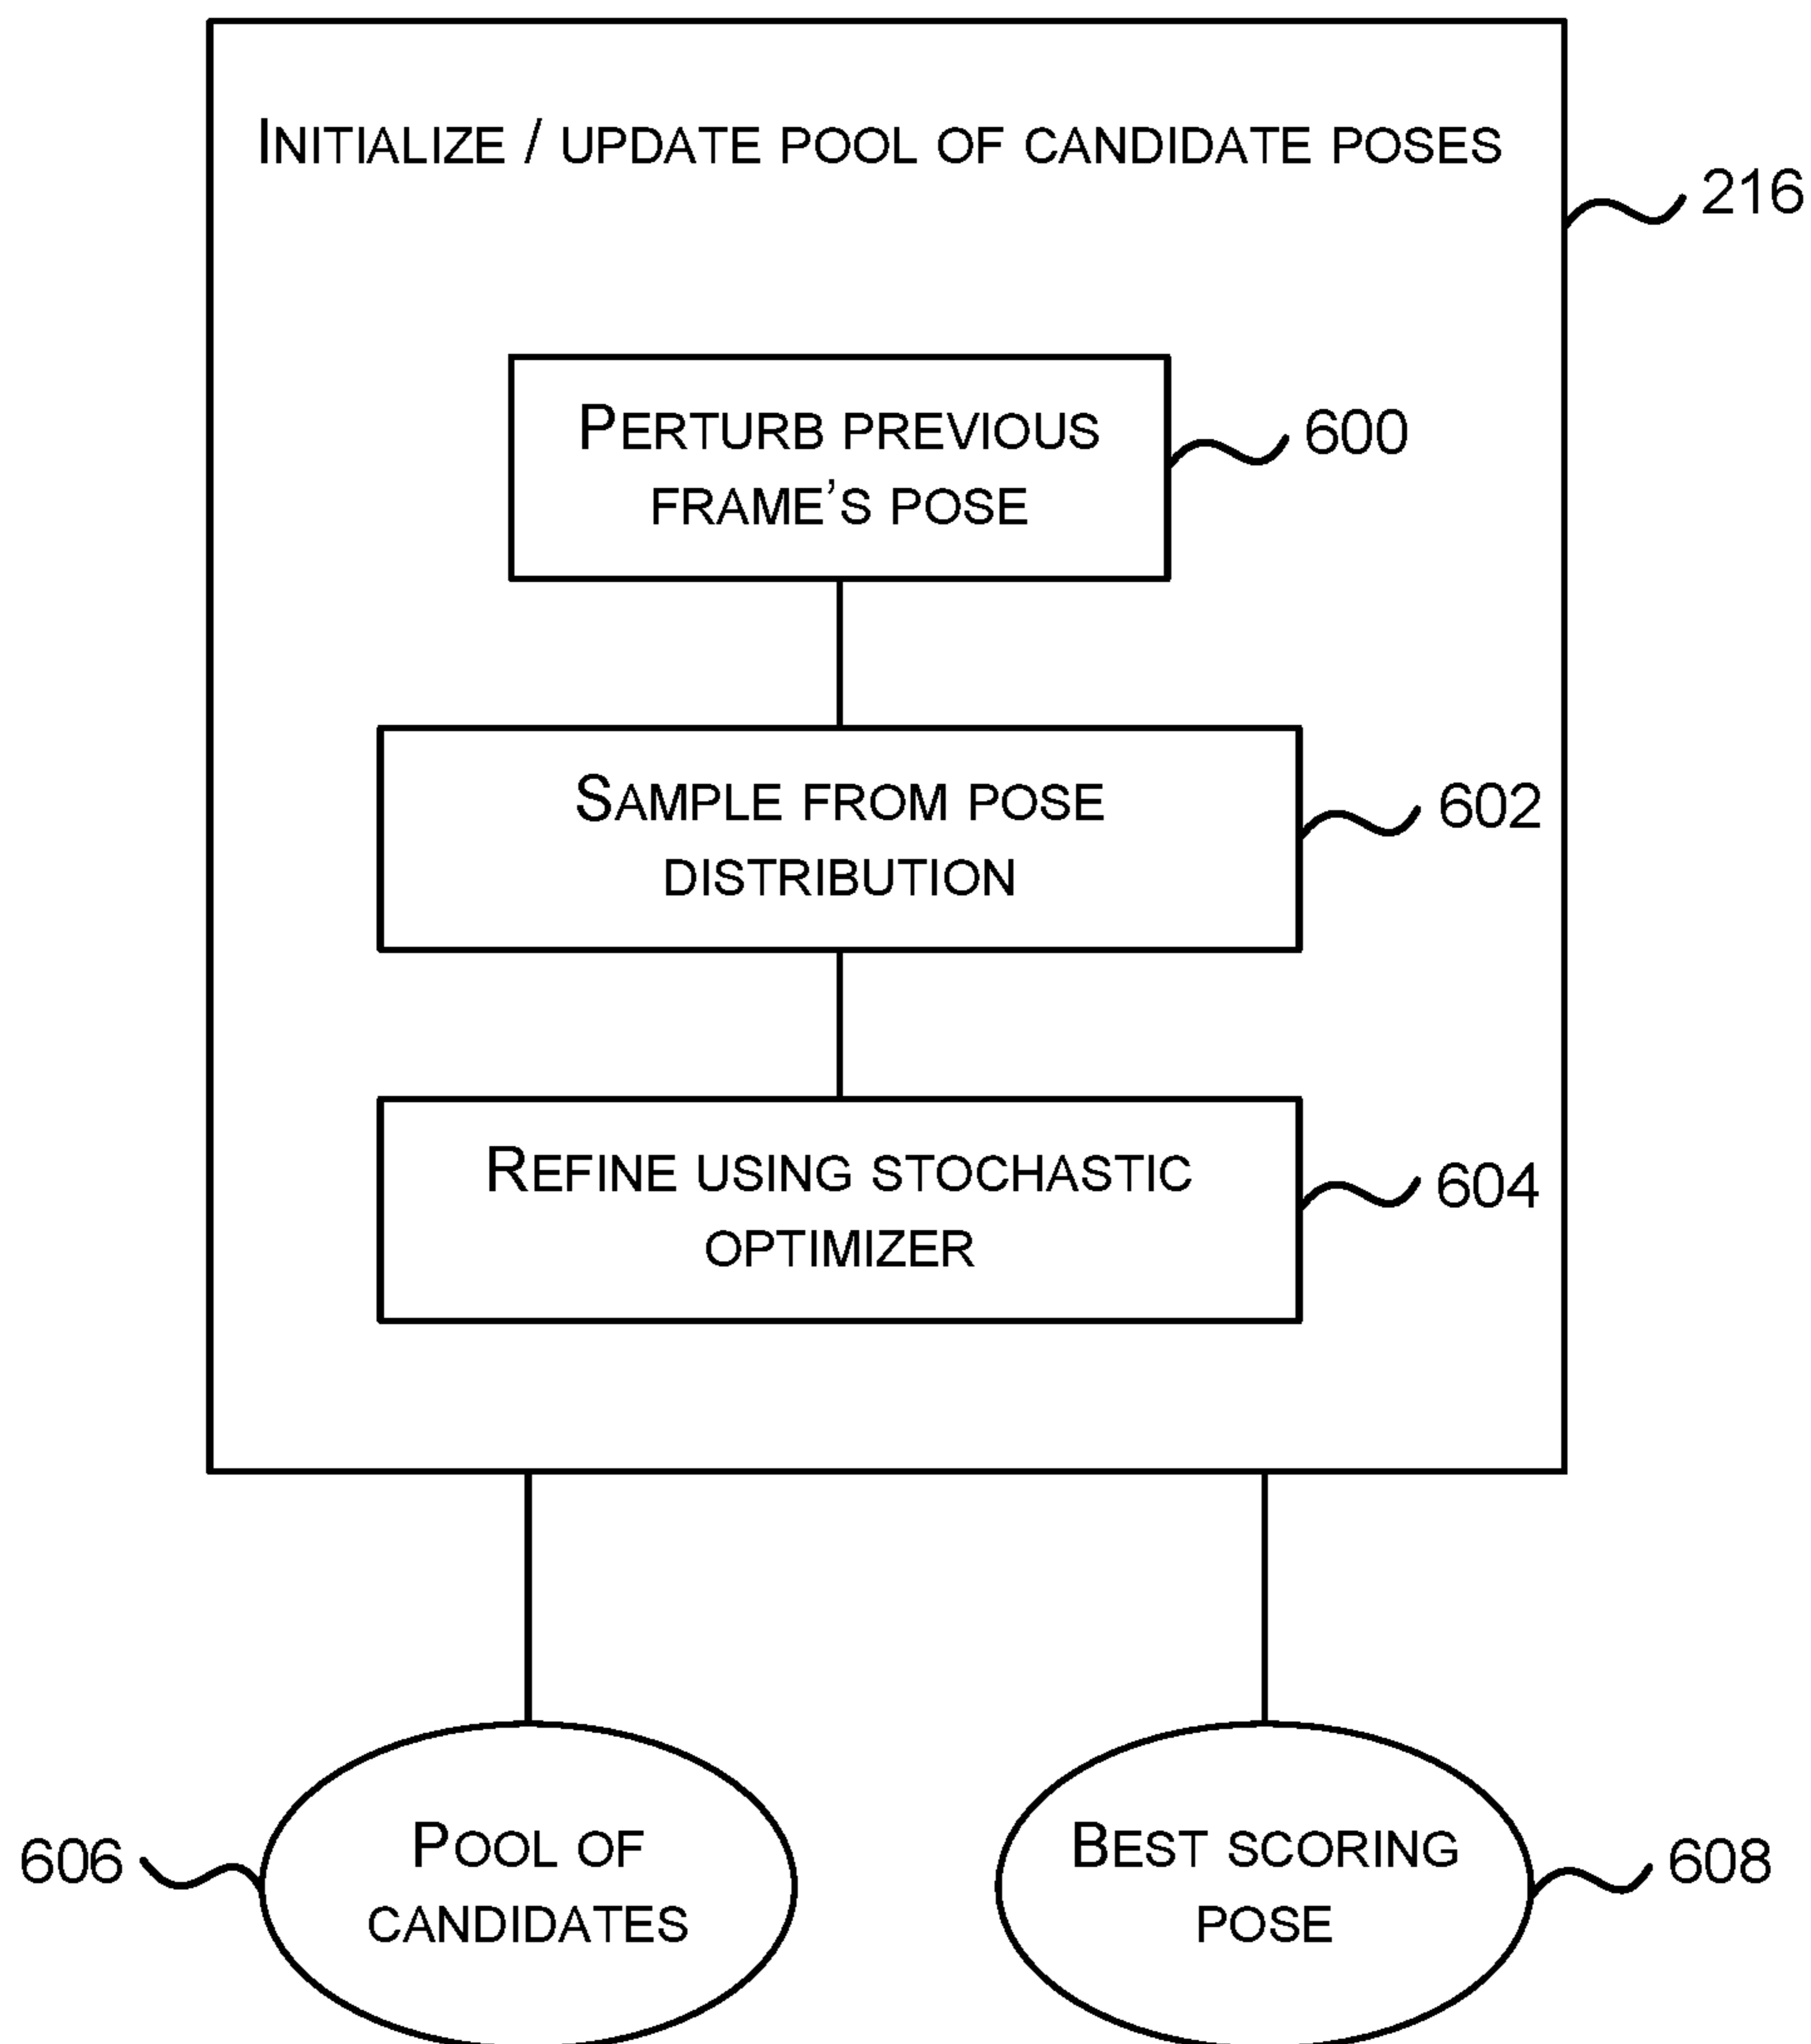 INITIALIZE / UPDATE POOL OF CANDIDATE POSES
216
PERTURB PREVIOUS
FRAME'S POSE
600
SAMPLE FROM POSE
DISTRIBUTION
602
REFINE USING STOCHASTIC
OPTIMIZER
604
POOL OF
CANDIDATES
606
BEST SCORING
POSE
608